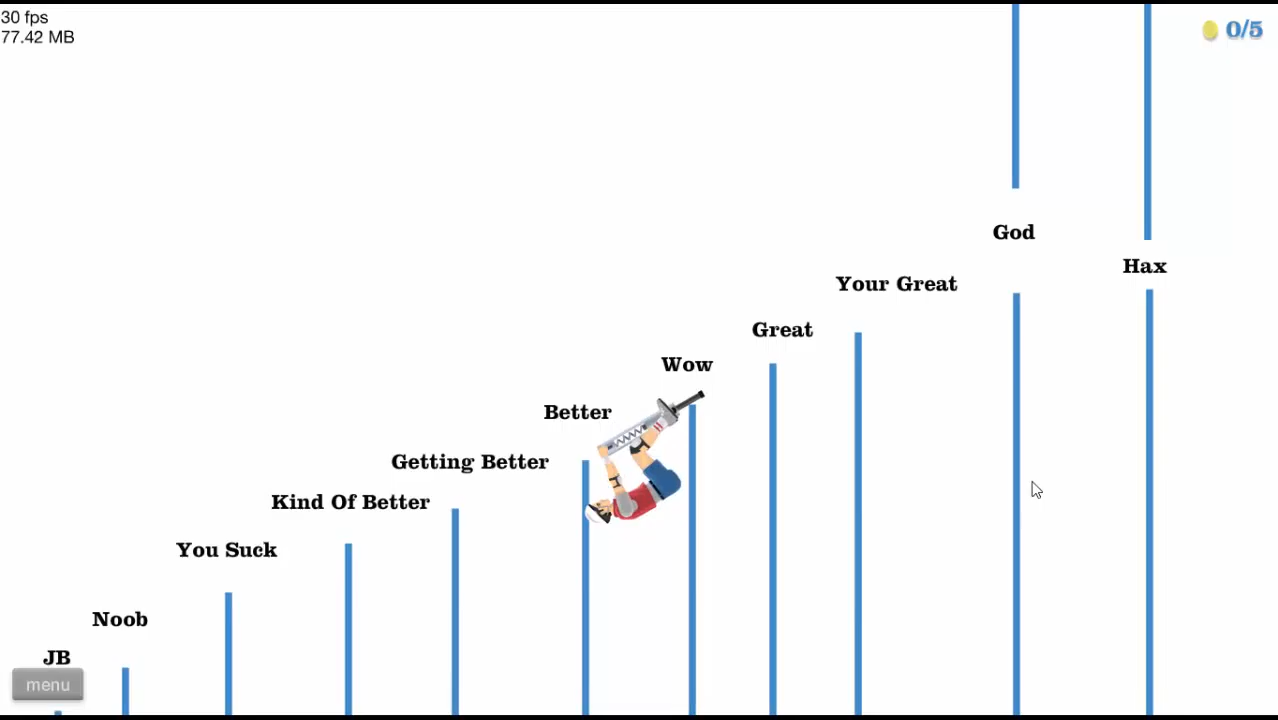 30 fps
77.42 MB
0/5
God
Hax
Your Great
Great
Wow
Better
Getting Better
Kind Of Better
You Suck
Noob
JB
menu